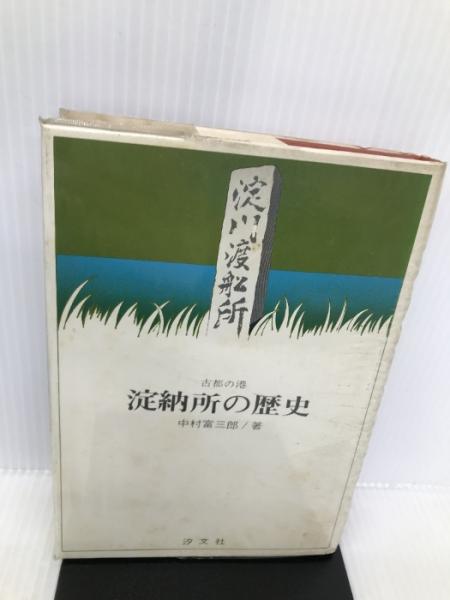 淀川渡船所
古都の港
淀納所の歴史
中村富三郎/著
汐文社